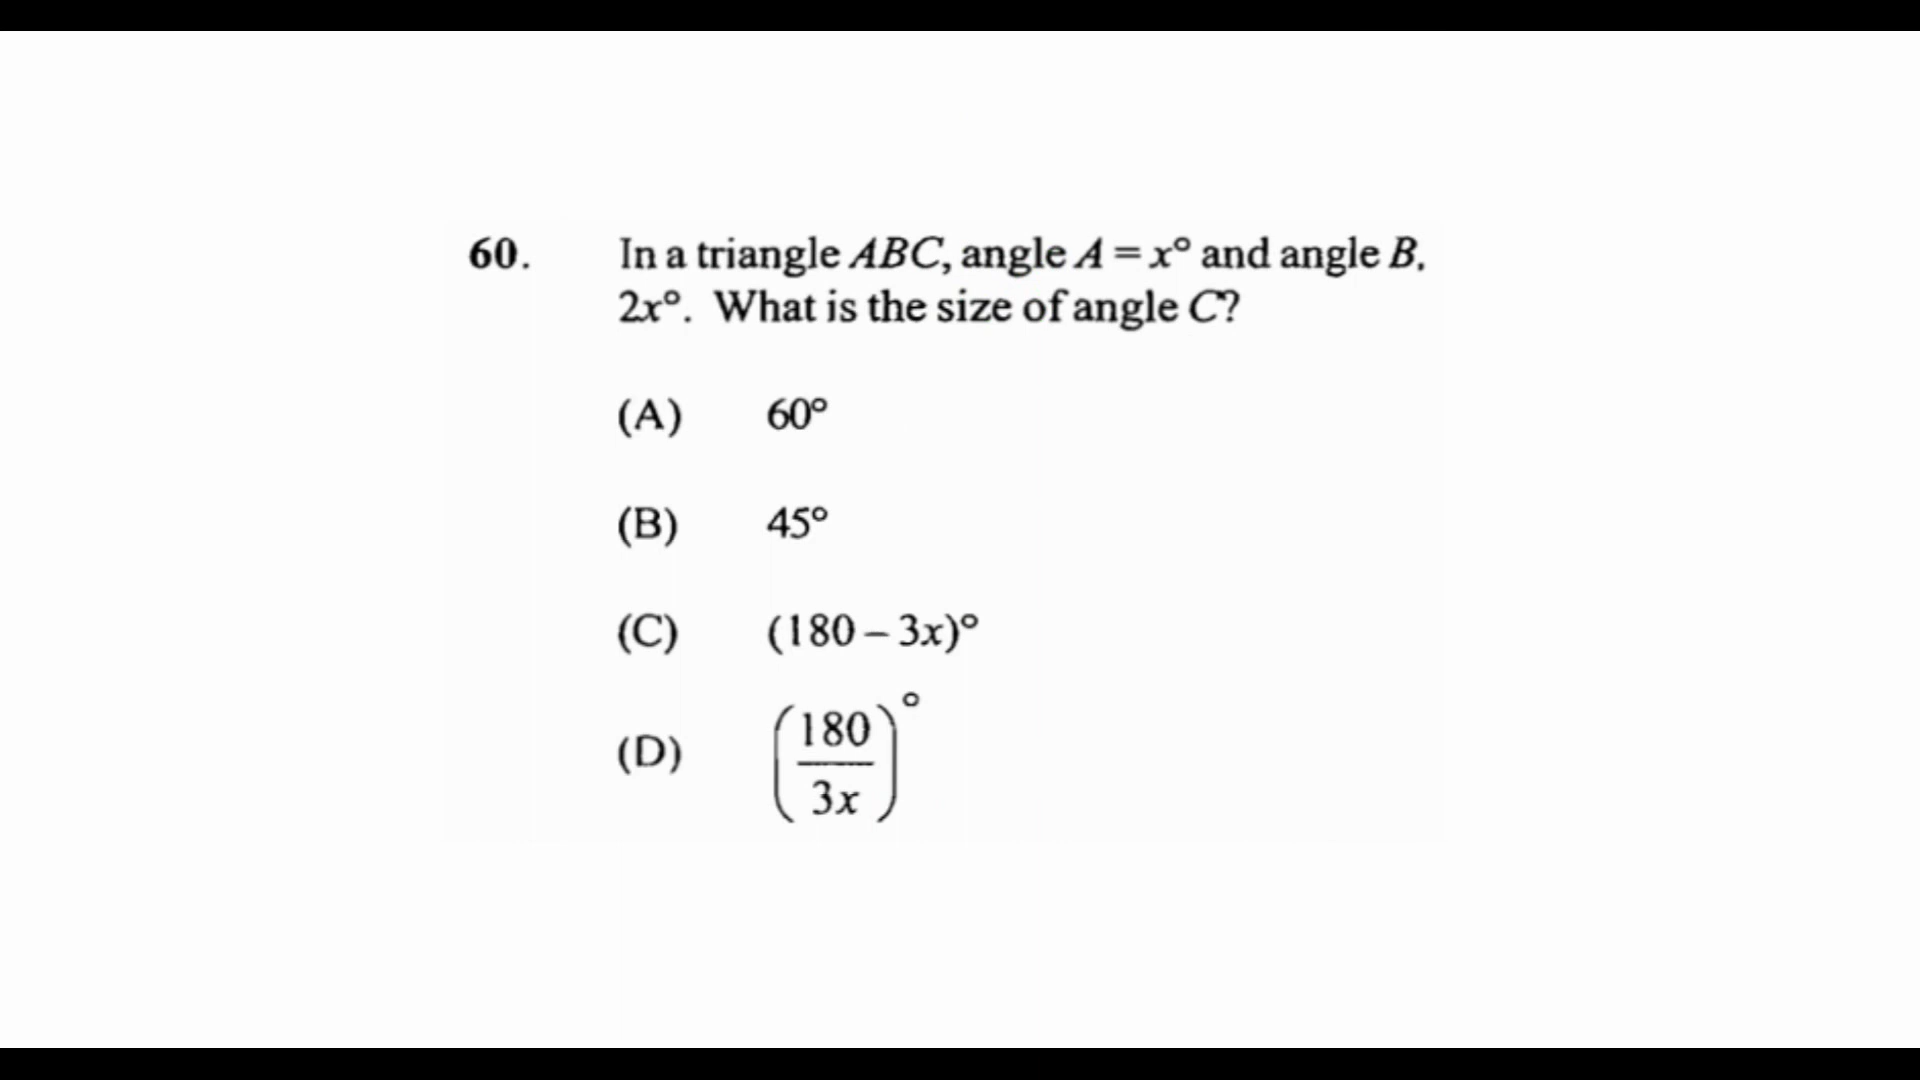 60. In a triangle ABC, angle A = x° and angle B,
2x°. What is the size of angle C?
(A) 60°
(B) 45°
(C) (180 – 3x)°
(D) (180/3x)°